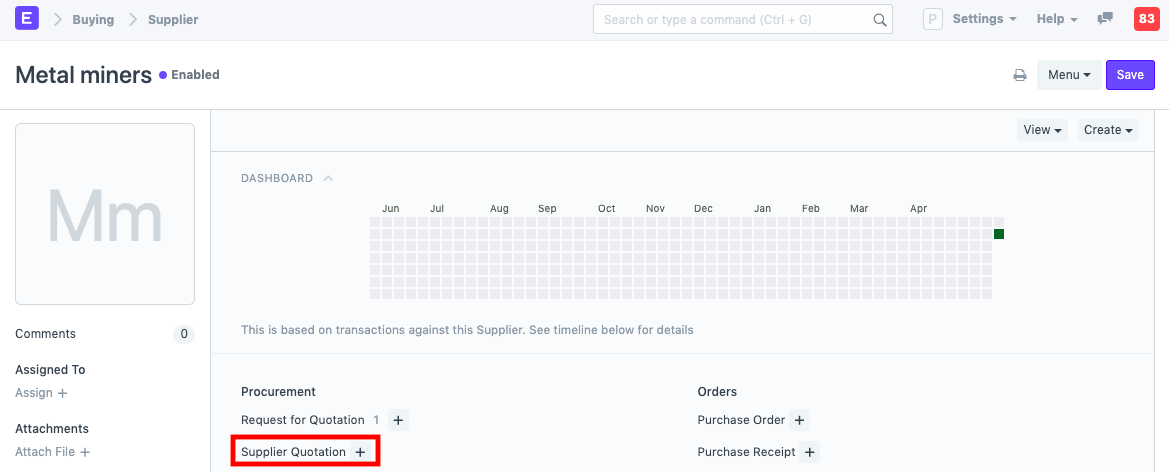 E Buying Supplier Search or type a command (Ctrl + G) P Settings Help 83
Metal miners Enabled Menu Save
View Create
Mm
DASHBOARD
Jun Jul Aug Sep Oct Nov Dec Jan Feb Mar Apr
This is based on transactions against this Supplier. See timeline below for details
Comments 0
Assigned To
Assign +
Attachments
Attach File +
Procurement Orders
Request for Quotation 1 + Purchase Order +
Supplier Quotation + Purchase Receipt +